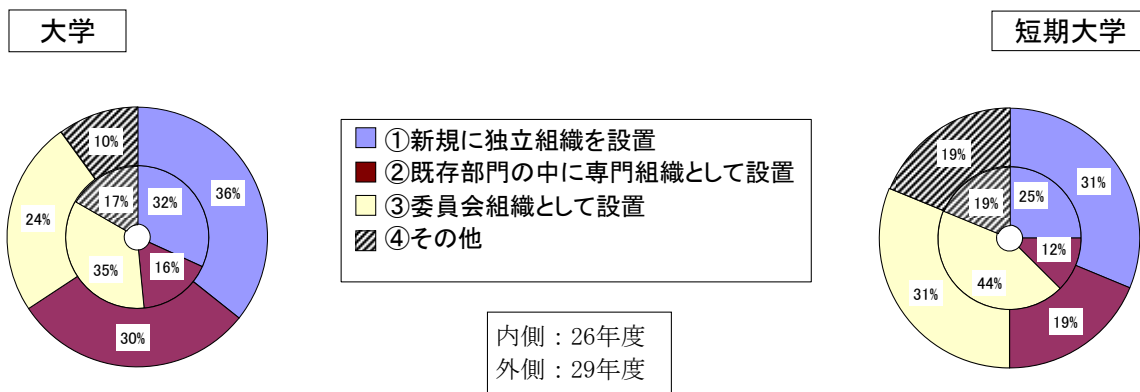 大学
短期大学
10%
36%
24%
30%
17%
32%
35%
16%
①新規に独立組織を設置
②既存部門の中に専門組織として設置
③委員会組織として設置
④その他
内側：26年度
外側：29年度
19%
31%
31%
19%
19%
25%
44%
12%